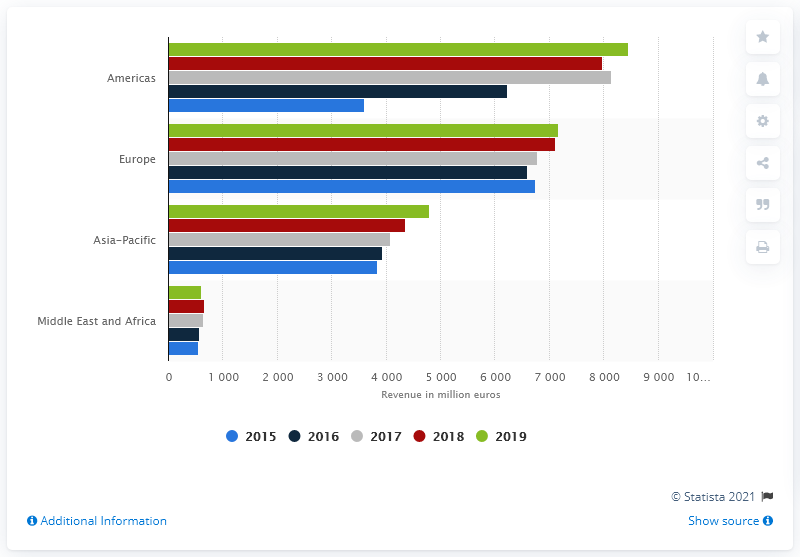 Americas
Europe
Asia-Pacific
Middle East and Africa
0 1 000 2 000 3 000 4 000 5 000 6 000 7 000 8 000 9 000 10...
Revenue in million euros
2015 2016 2017 2018 2019
© Statista 2021
Additional Information
Show source